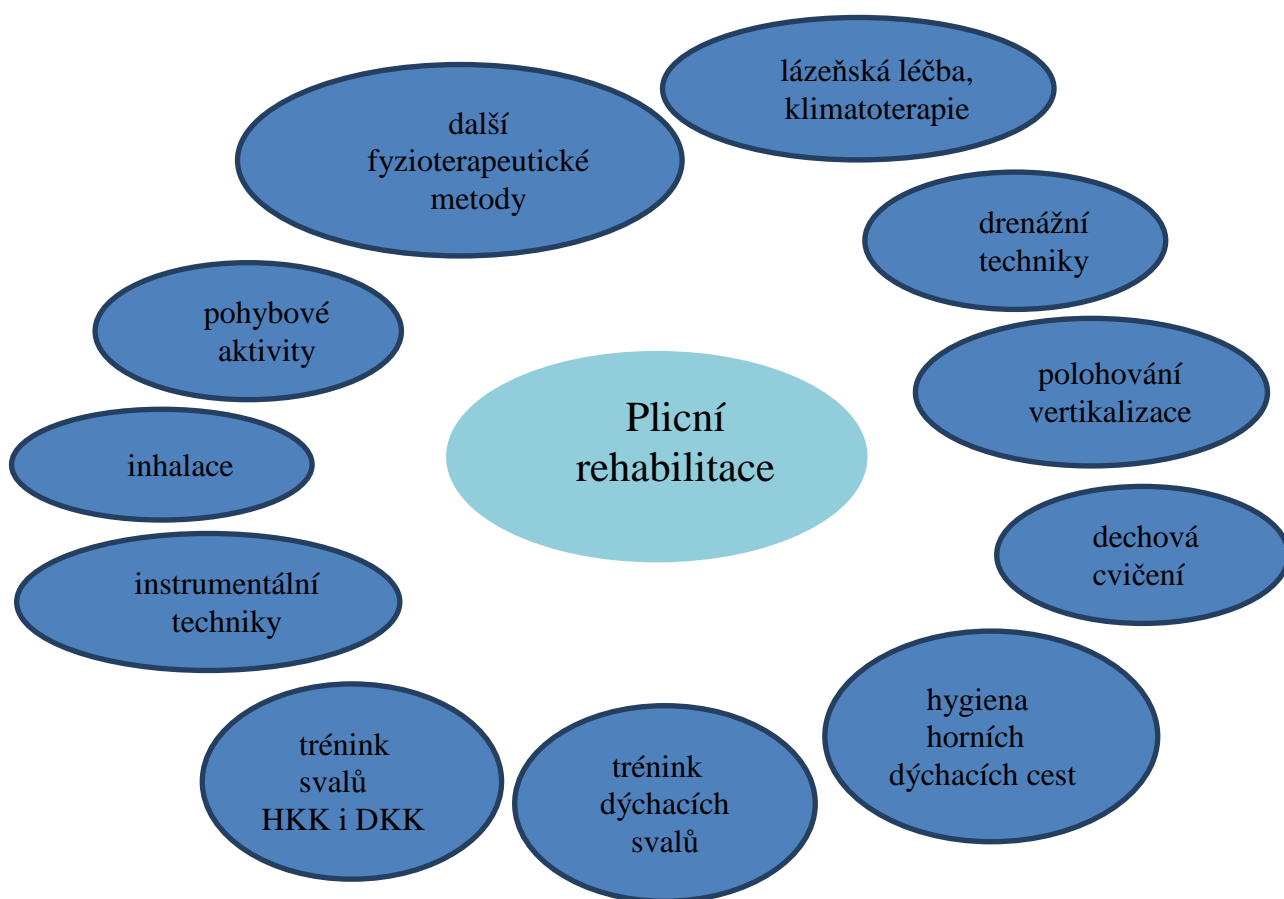 lázeňská léčba,
klimatoterapie
další
fyzioterapeutické
metody
drenážní
techniky
pohybové
aktivity
polohování
vertikalizace
Plicní
rehabilitace
inhalace
dechová
cvičení
instrumentální
techniky
hygiena
horních
dýchacích cest
trénink
svalů
HKK i DKK
trénink
dýchacích
svalů